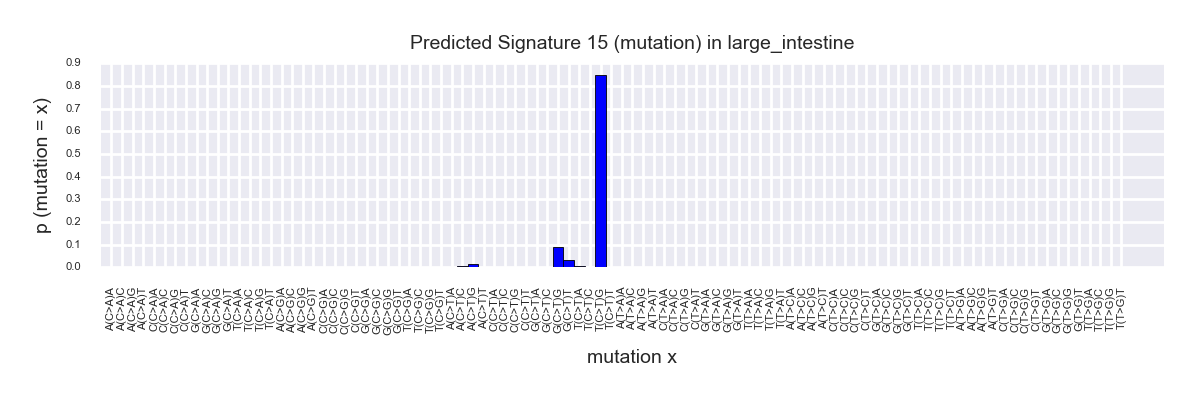 Predicted Signature 15 (mutation) in large_intestine
p (mutation = x)
0.9
0.8
0.7
0.6
0.5
0.4
0.3
0.2
0.1
0.0
A(C>A)A
A(C>A)C
A(C>A)G
A(C>A)T
C(C>A)A
C(C>A)C
C(C>A)G
C(C>A)T
G(C>A)A
G(C>A)C
G(C>A)G
G(C>A)T
T(C>A)A
T(C>A)C
T(C>A)G
T(C>A)T
A(C>G)A
A(C>G)C
A(C>G)G
A(C>G)T
C(C>G)A
C(C>G)C
C(C>G)G
C(C>G)T
G(C>G)A
G(C>G)C
G(C>G)G
G(C>G)T
T(C>G)A
T(C>G)C
T(C>G)G
T(C>G)T
A(C>T)A
A(C>T)C
A(C>T)G
A(C>T)T
C(C>T)A
C(C>T)C
C(C>T)G
C(C>T)T
G(C>T)A
G(C>T)C
G(C>T)G
G(C>T)T
T(C>T)A
T(C>T)C
T(C>T)G
T(C>T)T
A(T>A)A
A(T>A)C
A(T>A)G
A(T>A)T
C(T>A)A
C(T>A)C
C(T>A)G
C(T>A)T
G(T>A)A
G(T>A)C
G(T>A)G
G(T>A)T
T(T>A)A
T(T>A)C
T(T>A)G
T(T>A)T
A(T>C)A
A(T>C)C
A(T>C)G
A(T>C)T
C(T>C)A
C(T>C)C
C(T>C)G
C(T>C)T
G(T>C)A
G(T>C)C
G(T>C)G
G(T>C)T
T(T>C)A
T(T>C)C
T(T>C)G
T(T>C)T
A(T>G)A
A(T>G)C
A(T>G)G
A(T>G)T
C(T>G)A
C(T>G)C
C(T>G)G
C(T>G)T
G(T>G)A
G(T>G)C
G(T>G)G
G(T>G)T
T(T>G)A
T(T>G)C
T(T>G)G
T(T>G)T
mutation x